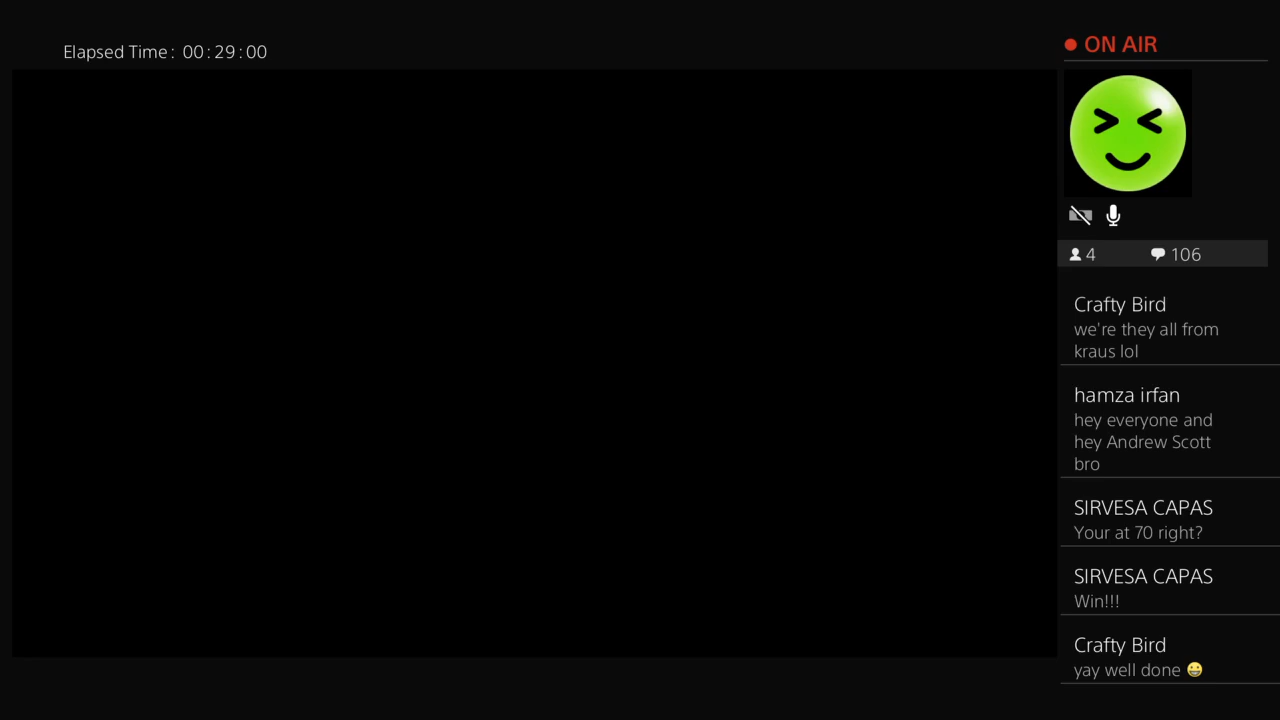 Elapsed Time: 00:29:00
ON AIR
4 106
Crafty Bird
we're they all from
kraus lol
hamza irfan
hey everyone and
hey Andrew Scott
bro
SIRVESA CAPAS
Your at 70 right?
SIRVESA CAPAS
Win!!!
Crafty Bird
yay well done 😀